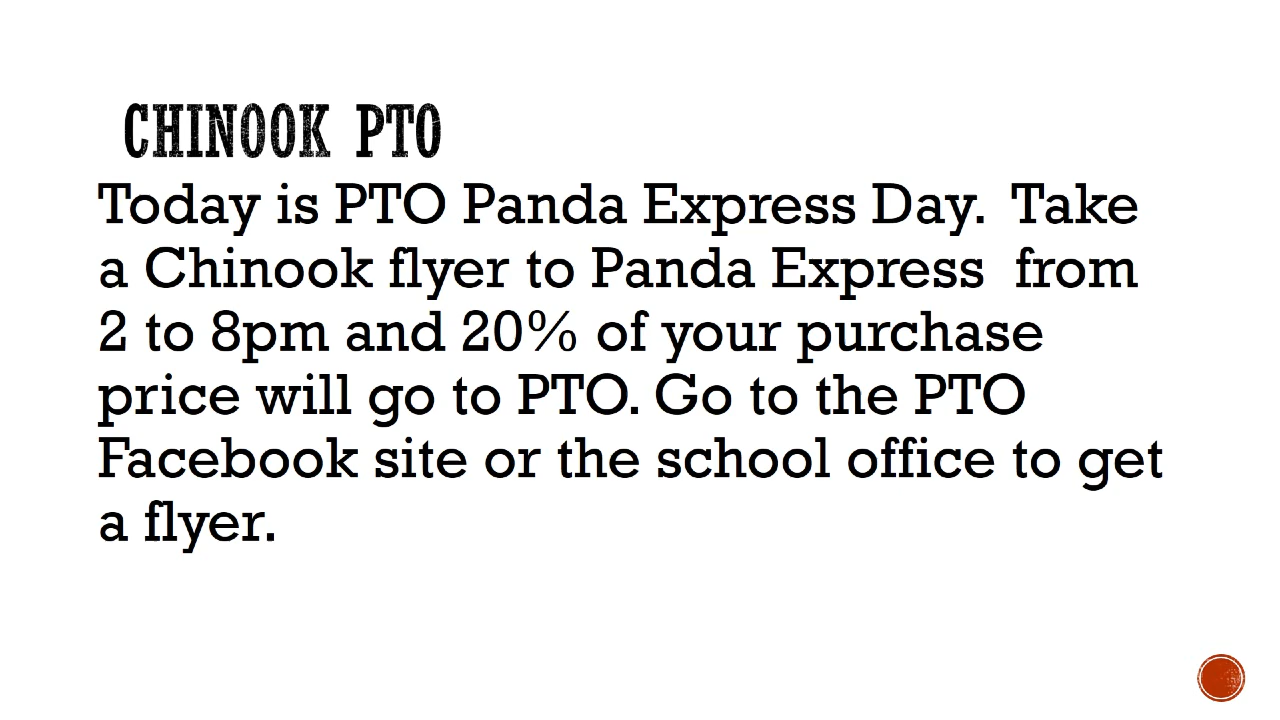 CHINOOK PTO
Today is PTO Panda Express Day.  Take
a Chinook flyer to Panda Express  from
2 to 8pm and 20% of your purchase
price will go to PTO. Go to the PTO
Facebook site or the school office to get
a flyer.